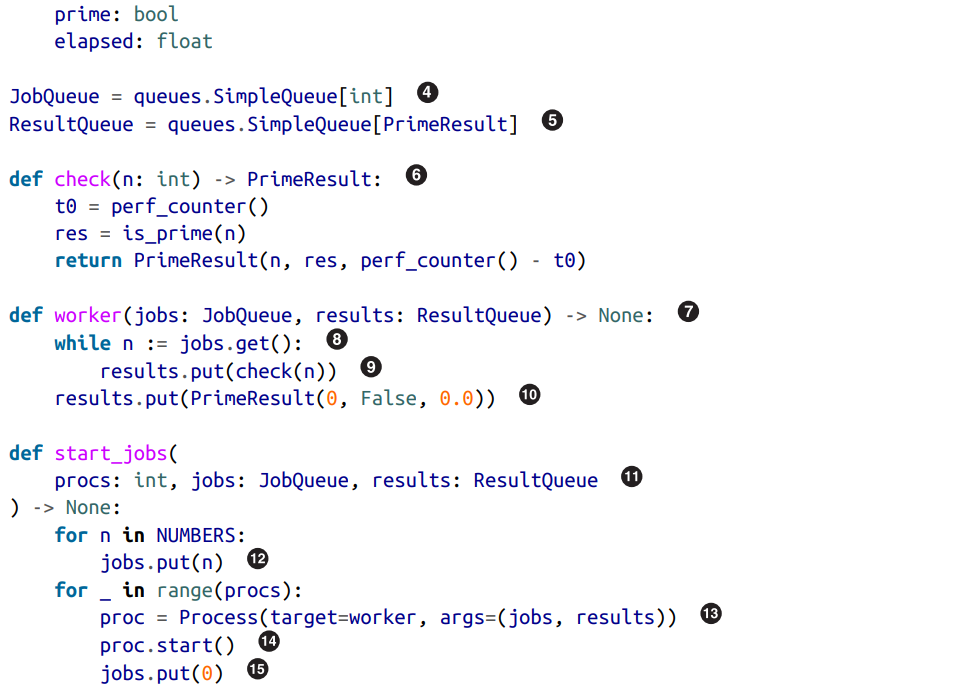 prime: bool
    elapsed: float

JobQueue = queues.SimpleQueue[int]  ❹
ResultQueue = queues.SimpleQueue[PrimeResult]  ❺

def check(n: int) -> PrimeResult:  ❻
    t0 = perf_counter()
    res = is_prime(n)
    return PrimeResult(n, res, perf_counter() - t0)

def worker(jobs: JobQueue, results: ResultQueue) -> None:  ❼
    while n := jobs.get():  ❽
        results.put(check(n))  ❾
    results.put(PrimeResult(0, False, 0.0))  ❿

def start_jobs(
    procs: int, jobs: JobQueue, results: ResultQueue  ⓫
) -> None:
    for n in NUMBERS:
        jobs.put(n)  ⓬
    for _ in range(procs):
        proc = Process(target=worker, args=(jobs, results))  ⓭
        proc.start()  ⓮
        jobs.put(0)  ⓯